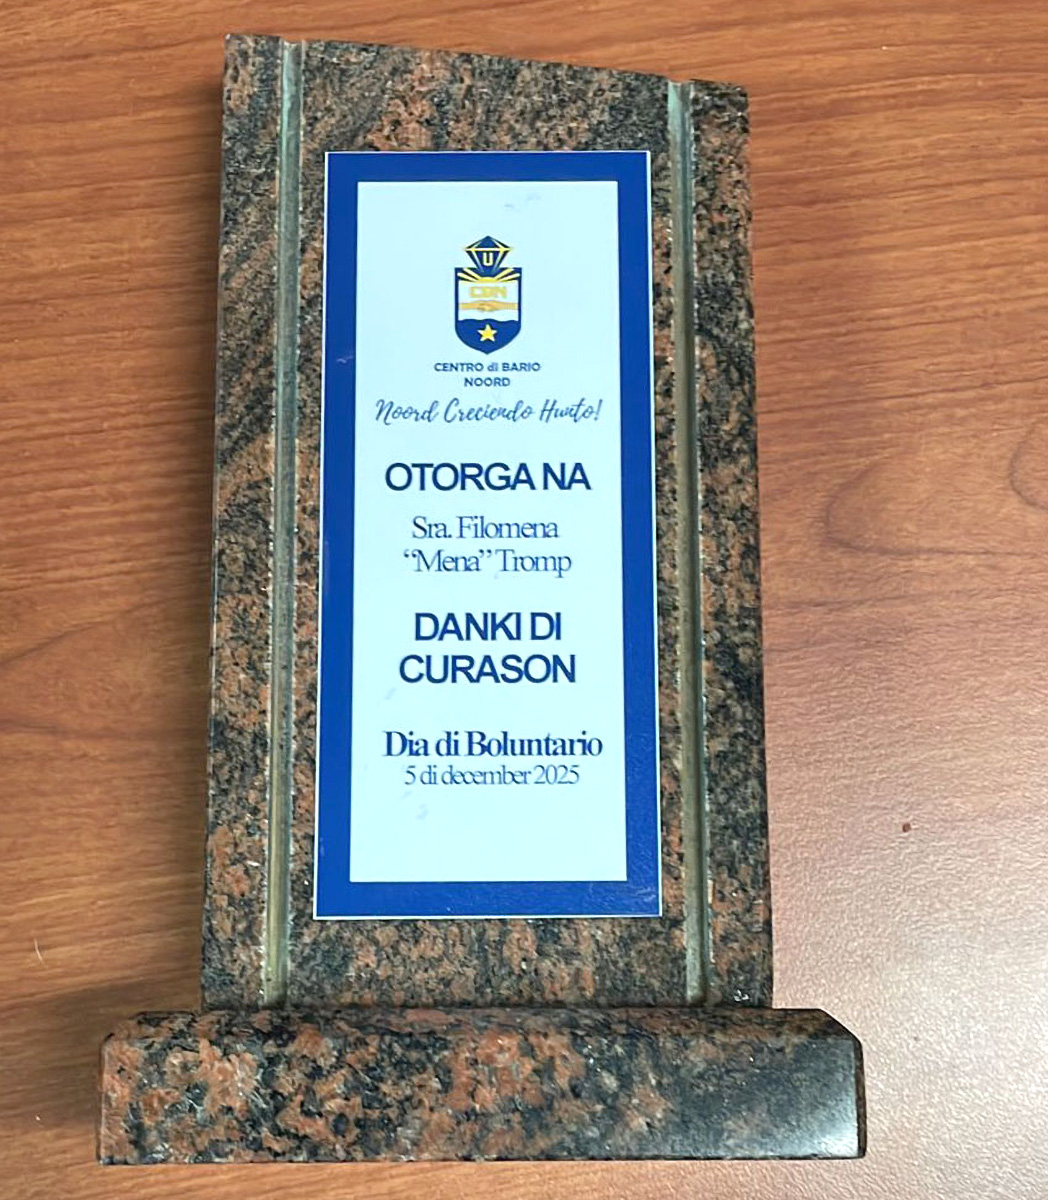 U
CBN
CENTRO di BARIO
NOORD
Noord Creciendo Hunto!
OTORGA NA
Sra. Filomena
“Mena” Tromp
DANKI DI
CURASON
Dia di Boluntario
5 di december 2025